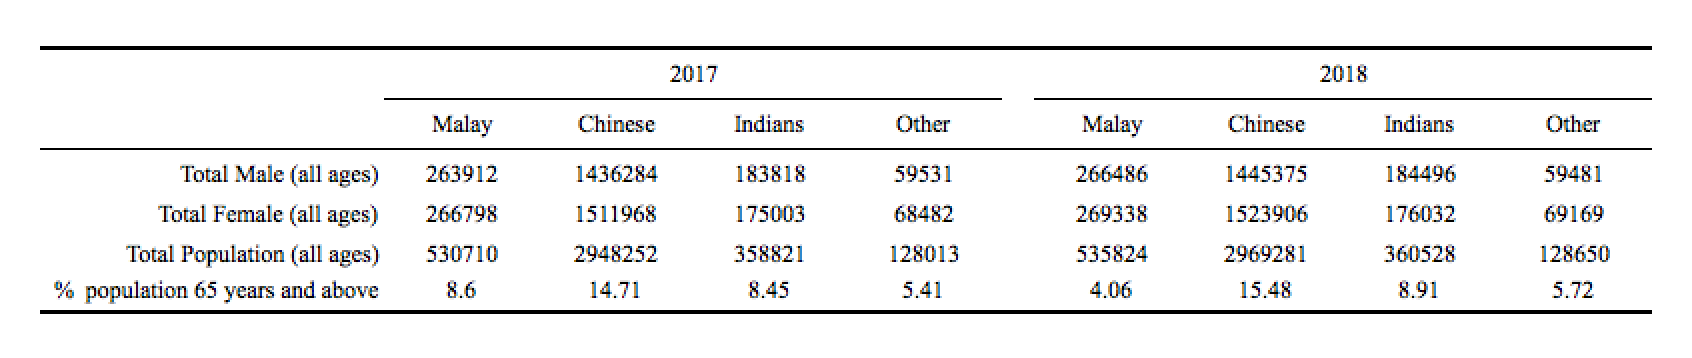 2017 2018
Malay Chinese Indians Other Malay Chinese Indians Other
Total Male (all ages) 263912 1436284 183818 59531 266486 1445375 184496 59481
Total Female (all ages) 266798 1511968 175003 68482 269338 1523906 176032 69169
Total Population (all ages) 530710 2948252 358821 128013 535824 2969281 360528 128650
% population 65 years and above 8.6 14.71 8.45 5.41 4.06 15.48 8.91 5.72